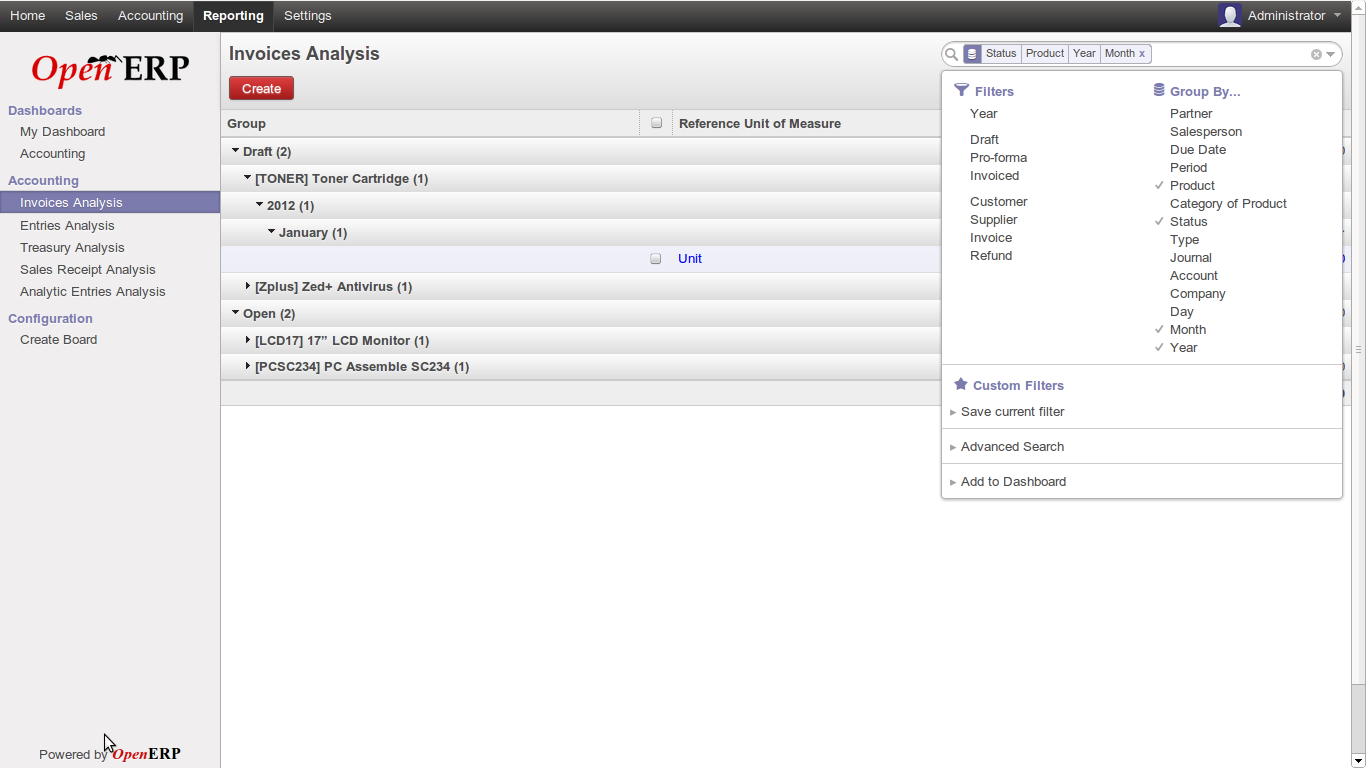 Home Sales Accounting Reporting Settings Administrator
OpenERP
Dashboards
My Dashboard
Accounting
Accounting
Invoices Analysis
Entries Analysis
Treasury Analysis
Sales Receipt Analysis
Analytic Entries Analysis
Configuration
Create Board
Powered by OpenERP
Invoices Analysis
Status Product Year Month x
Create
Group Reference Unit of Measure
Draft (2)
[TONER] Toner Cartridge (1)
2012 (1)
January (1)
Unit
[Zplus] Zed+ Antivirus (1)
Open (2)
[LCD17] 17” LCD Monitor (1)
[PCSC234] PC Assemble SC234 (1)
Filters
Year
Draft
Pro-forma
Invoiced
Customer
Supplier
Invoice
Refund
Group By...
Partner
Salesperson
Due Date
Period
Product
Category of Product
Status
Type
Journal
Account
Company
Day
Month
Year
Custom Filters
Save current filter
Advanced Search
Add to Dashboard